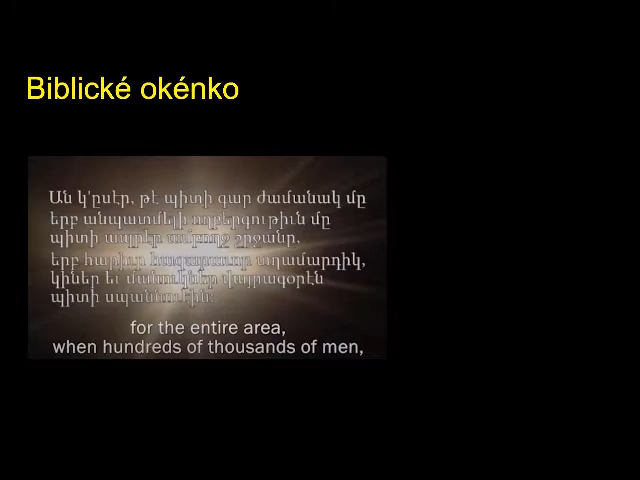 Biblické okénko
Ան կ'ըսէր, թէ պիտի գար ժամանակ մը
երբ անպատմելի ողբերգութիւն մը
պիտի ապրէր ամբողջ շրջանը,
երբ հարիւր հազարաւոր տղամարդիկ,
կիներ եւ մանուկներ վայրագօրէն
պիտի սպաննուէին։
for the entire area,
when hundreds of thousands of men,